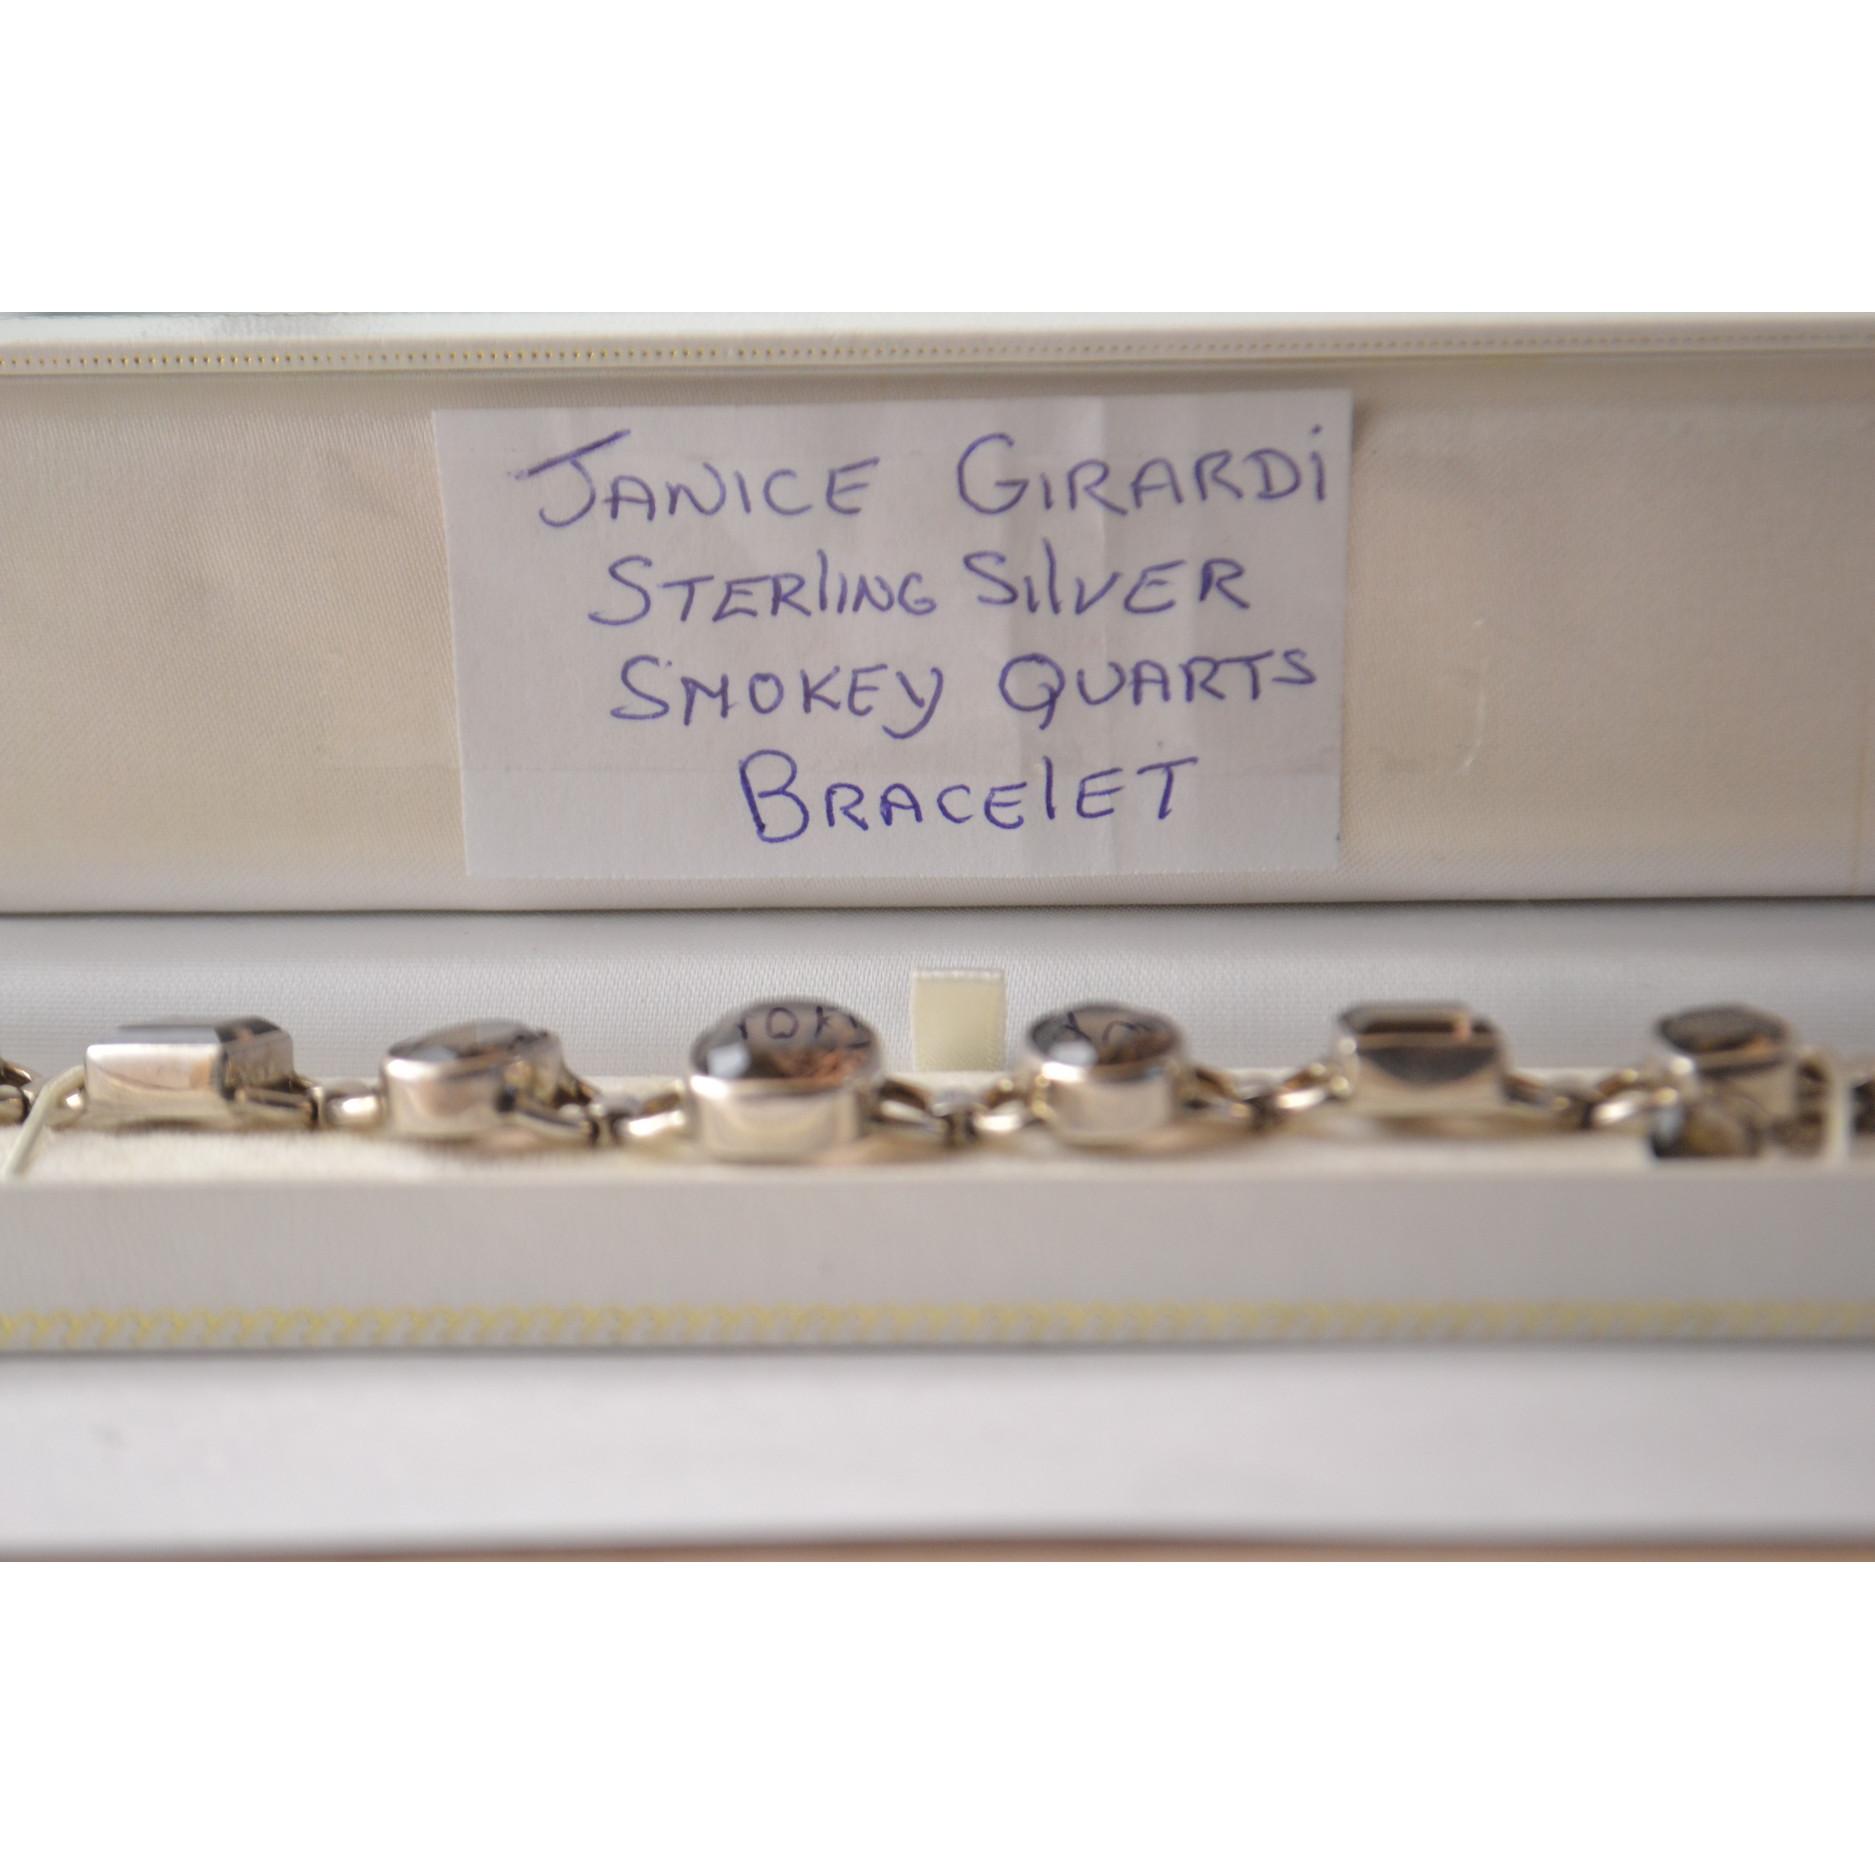 JANICE GIRARDi
STERlING SilVER
SMOKEY QUARTS
BRACElET